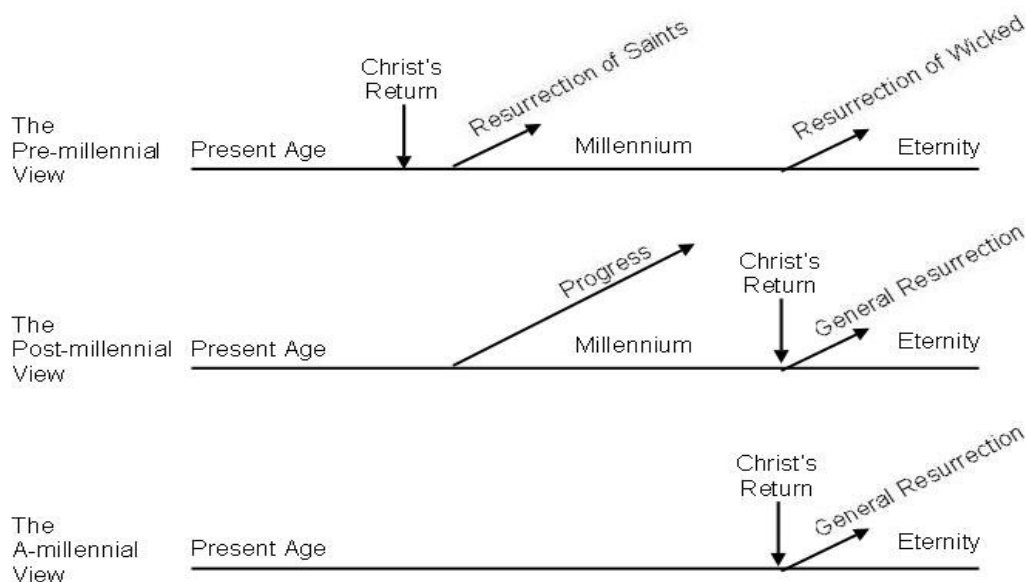 Christ's
Return
Resurrection of Saints
Resurrection of Wicked
The
Pre-millennial
View
Present Age
Millennium
Eternity
Progress
Christ's
Return
General Resurrection
The
Post-millennial
View
Present Age
Millennium
Eternity
Christ's
Return
General Resurrection
The
A-millennial
View
Present Age
Eternity